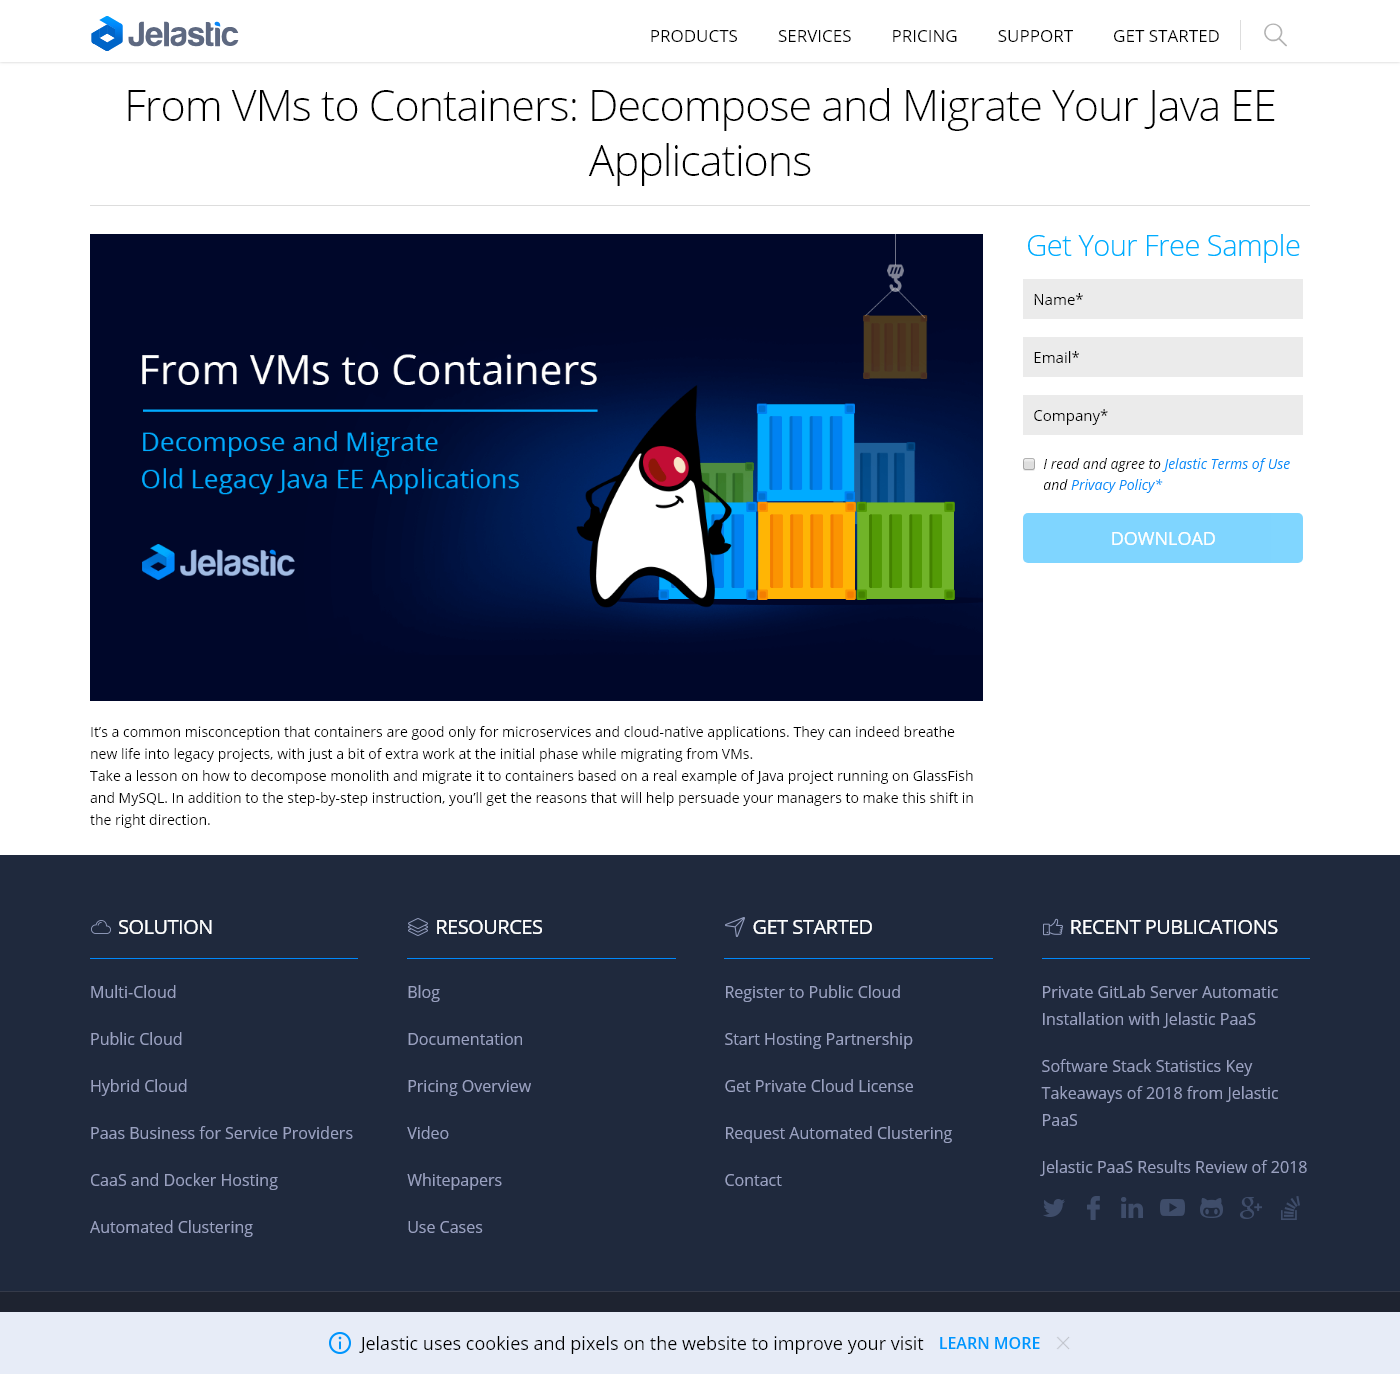 Jelastic
PRODUCTS
SERVICES
PRICING
SUPPORT
GET STARTED
From VMs to Containers: Decompose and Migrate Your Java EE
Applications
From VMs to Containers
Decompose and Migrate
Old Legacy Java EE Applications
Jelastic
Get Your Free Sample
Name*
Email*
Company*
I read and agree to Jelastic Terms of Use
and Privacy Policy*
DOWNLOAD
It’s a common misconception that containers are good only for microservices and cloud-native applications. They can indeed breathe
new life into legacy projects, with just a bit of extra work at the initial phase while migrating from VMs.
Take a lesson on how to decompose monolith and migrate it to containers based on a real example of Java project running on GlassFish
and MySQL. In addition to the step-by-step instruction, you’ll get the reasons that will help persuade your managers to make this shift in
the right direction.
SOLUTION
Multi-Cloud
Public Cloud
Hybrid Cloud
Paas Business for Service Providers
CaaS and Docker Hosting
Automated Clustering
RESOURCES
Blog
Documentation
Pricing Overview
Video
Whitepapers
Use Cases
GET STARTED
Register to Public Cloud
Start Hosting Partnership
Get Private Cloud License
Request Automated Clustering
Contact
RECENT PUBLICATIONS
Private GitLab Server Automatic
Installation with Jelastic PaaS
Software Stack Statistics Key
Takeaways of 2018 from Jelastic
PaaS
Jelastic PaaS Results Review of 2018
Jelastic uses cookies and pixels on the website to improve your visit LEARN MORE